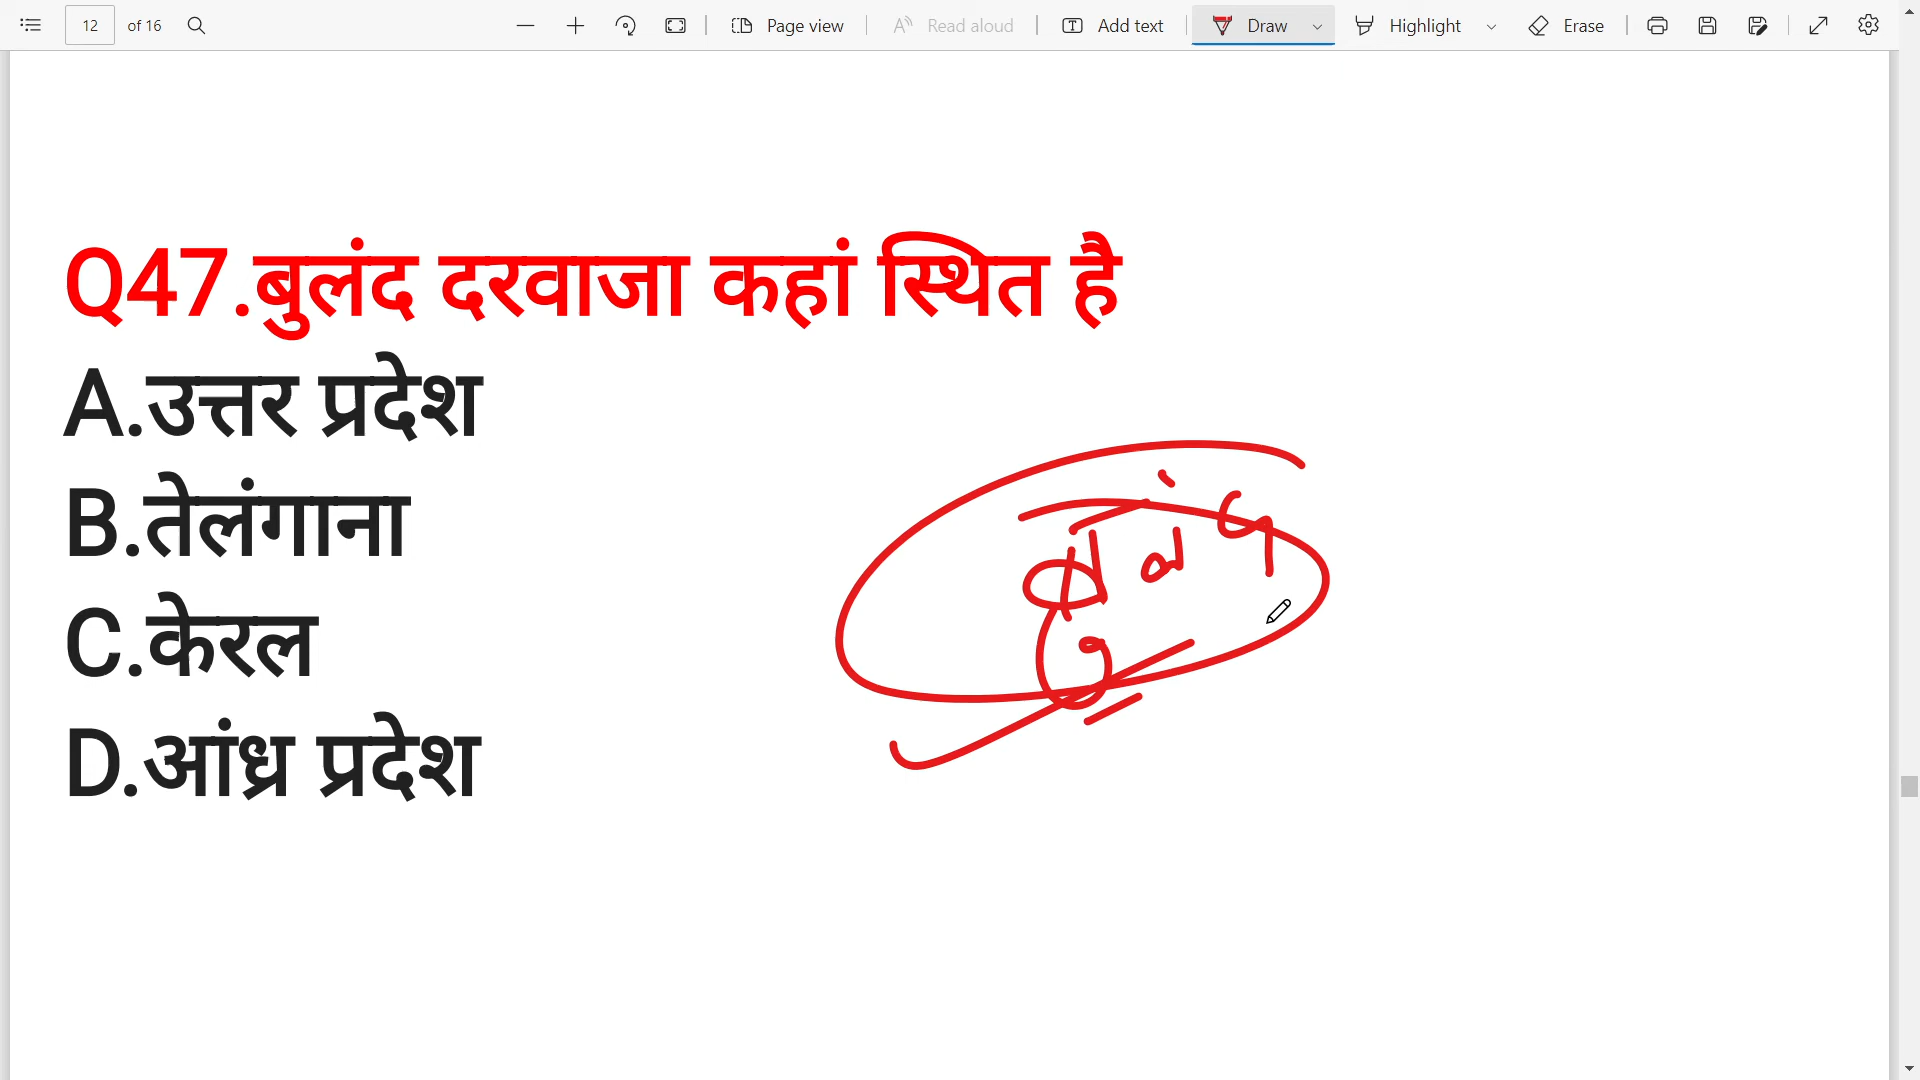 12 of 16 Page view Read aloud Add text Draw Highlight Erase
Q47.बुलंद दरवाजा कहां स्थित है
A.उत्तर प्रदेश
B.तेलंगाना
C.केरल
D.आंध्र प्रदेश